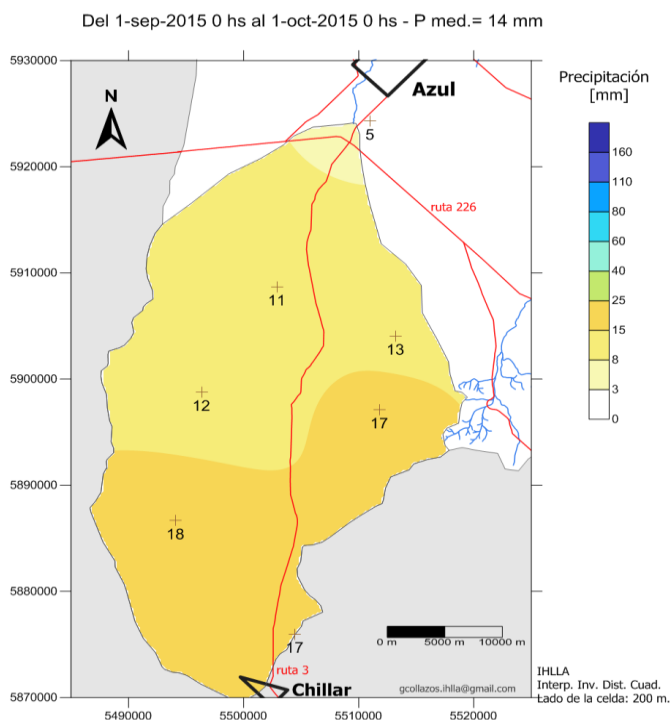 Del 1-sep-2015 0 hs al 1-oct-2015 0 hs - P med.= 14 mm
5930000
5920000
5910000
5900000
5890000
5880000
5870000
5490000
5500000
5510000
5520000
N
Azul
5
ruta 226
11
13
12
17
18
17
ruta 3
Chillar
0 m 5000 m 10000 m
gcollazos.ihlla@gmail.com
Precipitación
[mm]
160
110
80
60
40
25
15
8
3
0
IHLLA
Interp. Inv. Dist. Cuad.
Lado de la celda: 200 m.